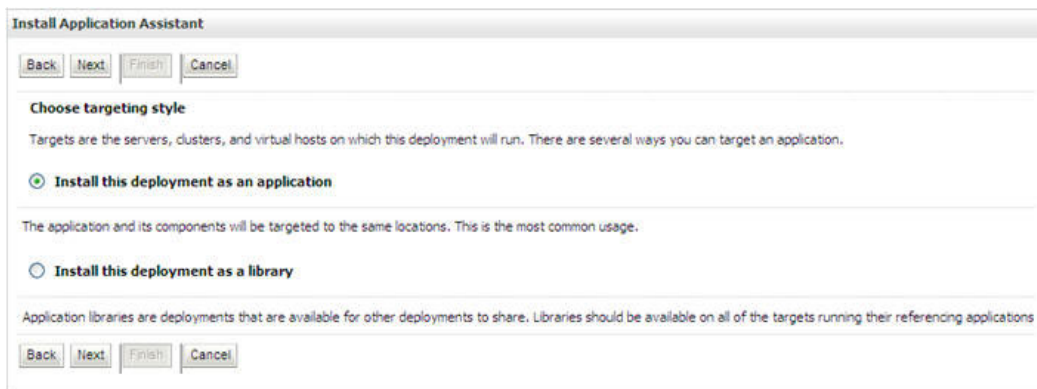 Install Application Assistant
Back Next Finish Cancel
Choose targeting style
Targets are the servers, clusters, and virtual hosts on which this deployment will run. There are several ways you can target an application.
Install this deployment as an application
The application and its components will be targeted to the same locations. This is the most common usage.
Install this deployment as a library
Application libraries are deployments that are available for other deployments to share. Libraries should be available on all of the targets running their referencing applications
Back Next Finish Cancel